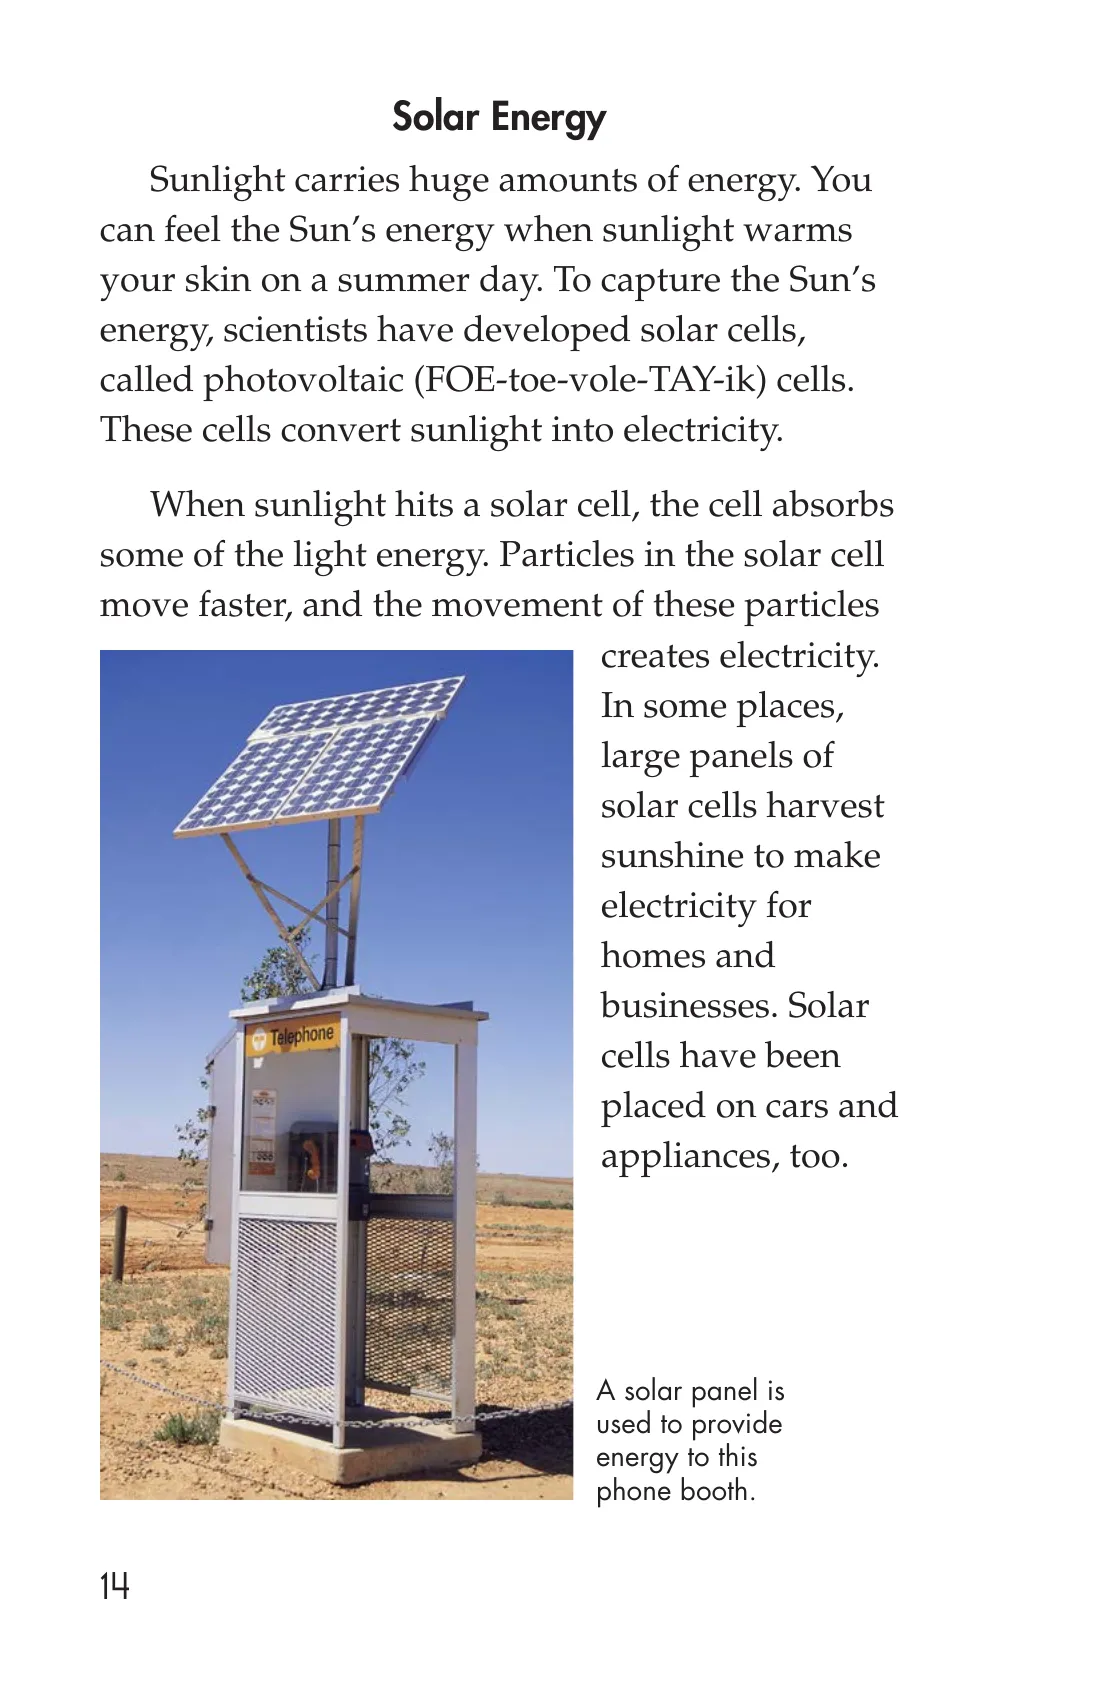 Solar Energy
Sunlight carries huge amounts of energy. You
can feel the Sun’s energy when sunlight warms
your skin on a summer day. To capture the Sun’s
energy, scientists have developed solar cells,
called photovoltaic (FOE-toe-vole-TAY-ik) cells.
These cells convert sunlight into electricity.
When sunlight hits a solar cell, the cell absorbs
some of the light energy. Particles in the solar cell
move faster, and the movement of these particles
creates electricity.
In some places,
large panels of
solar cells harvest
sunshine to make
electricity for
homes and
businesses. Solar
cells have been
placed on cars and
appliances, too.
Telephone
A solar panel is
used to provide
energy to this
phone booth.
14